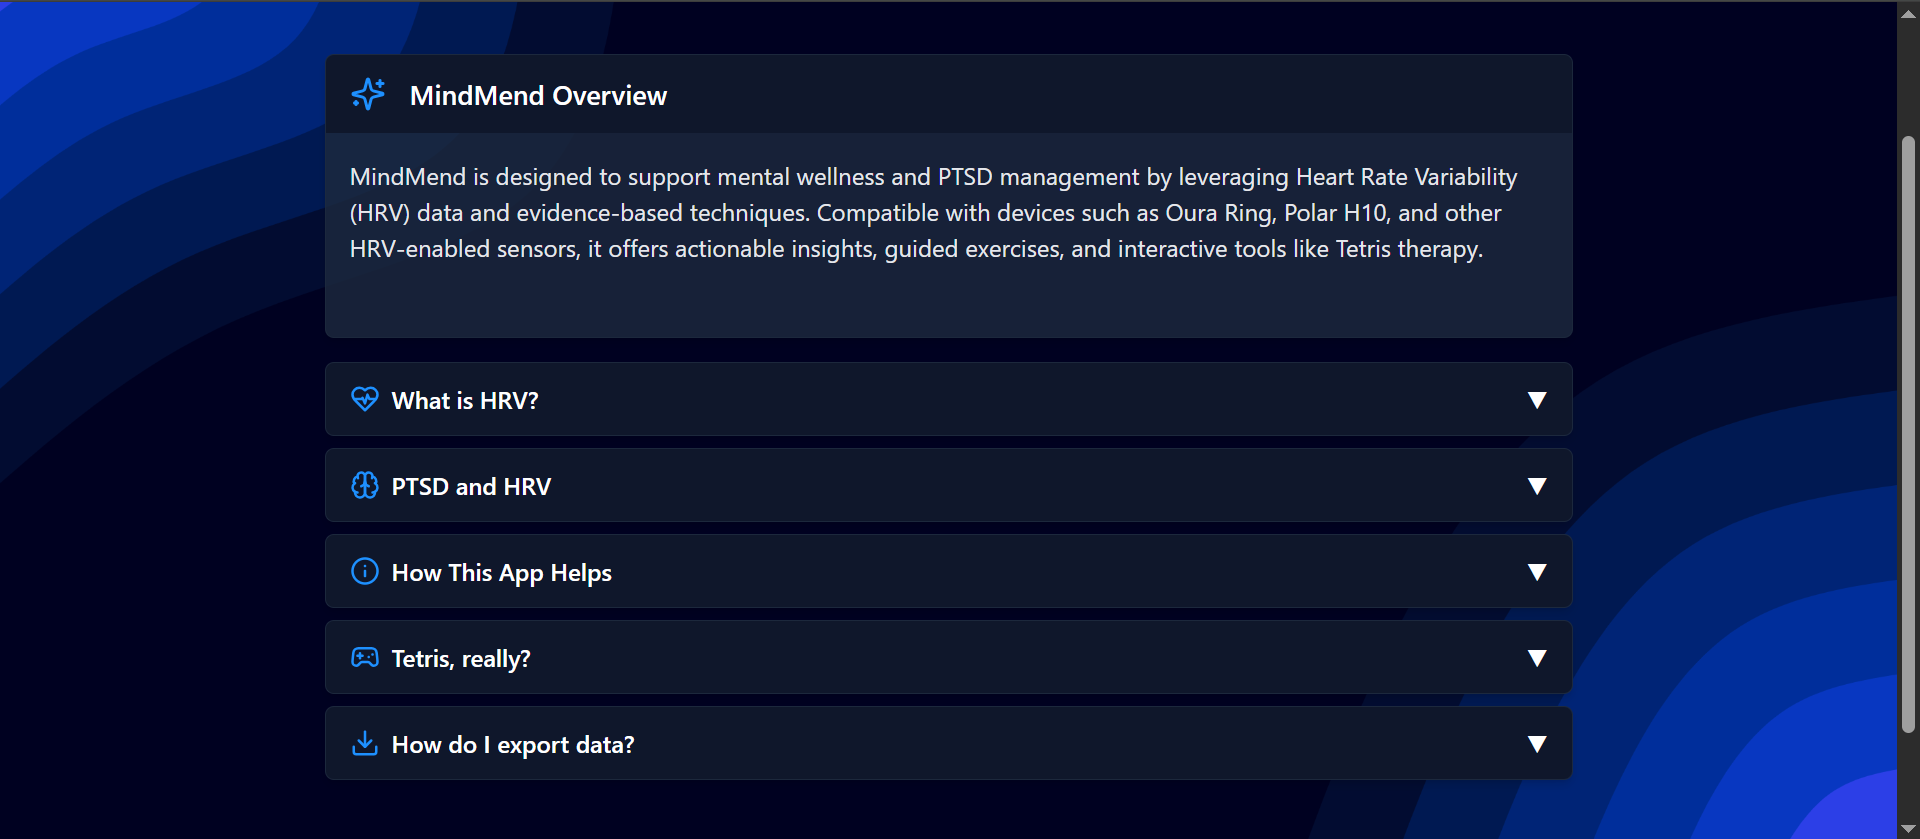 MindMend Overview
MindMend is designed to support mental wellness and PTSD management by leveraging Heart Rate Variability
(HRV) data and evidence-based techniques. Compatible with devices such as Oura Ring, Polar H10, and other
HRV-enabled sensors, it offers actionable insights, guided exercises, and interactive tools like Tetris therapy.
What is HRV?
PTSD and HRV
How This App Helps
Tetris, really?
How do I export data?